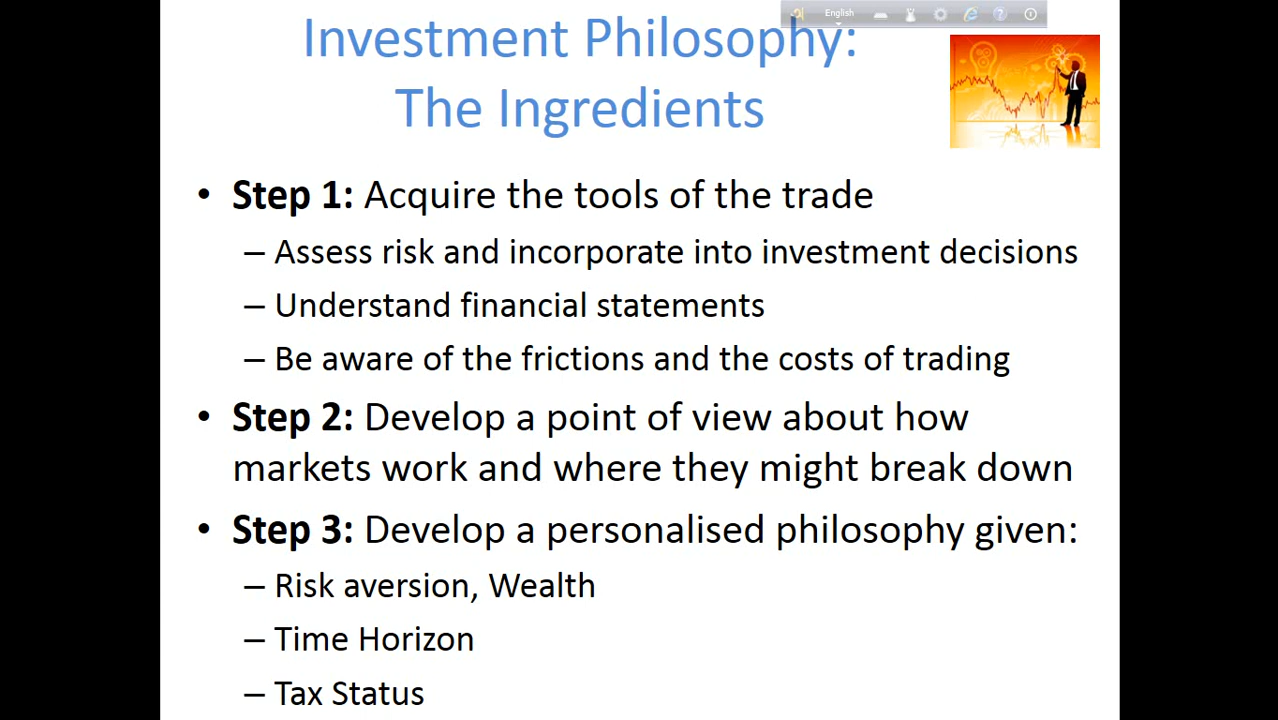 English
Investment Philosophy:
The Ingredients
• Step 1: Acquire the tools of the trade
– Assess risk and incorporate into investment decisions
– Understand financial statements
– Be aware of the frictions and the costs of trading
• Step 2: Develop a point of view about how
markets work and where they might break down
• Step 3: Develop a personalised philosophy given:
– Risk aversion, Wealth
– Time Horizon
– Tax Status